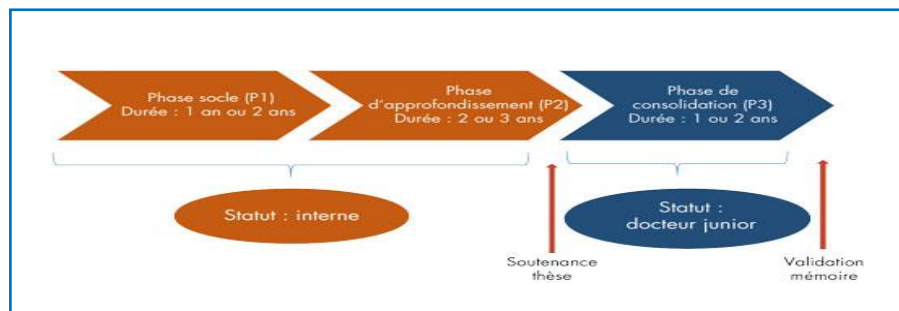 Phase socle (P1)
Durée : 1 an ou 2 ans
Phase
d'approfondissement (P2)
Durée : 2 ou 3 ans
Phase de
consolidation (P3)
Durée : 1 ou 2 ans
Statut : interne
Statut :
docteur junior
Soutenance
thèse
Validation
mémoire